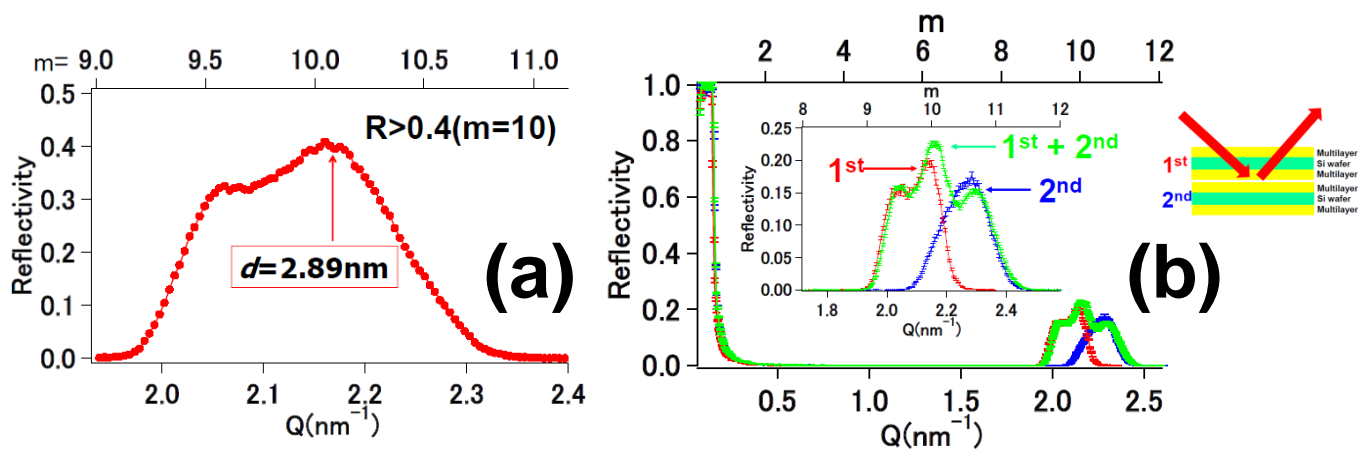 m= 9.0 9.5 10.0 10.5 11.0
0.5
0.4
0.3
0.2
0.1
0.0
Reflectivity
R>0.4(m=10)
d=2.89nm
(a)
2.0 2.1 2.2 2.3 2.4
Q(nm⁻¹)
m
2 4 6 8 10 12
1.0
0.8
0.6
0.4
0.2
0.0
Reflectivity
m
8 9 10 11 12
0.25
0.20
0.15
0.10
0.05
0.00
Reflectivity
1st
1st + 2nd
2nd
1.8 2.0 2.2 2.4
Q(nm⁻¹)
(b)
0.5 1.0 1.5 2.0 2.5
Q(nm⁻¹)
1st
2nd
Multilayer
Si wafer
Multilayer
Multilayer
Si wafer
Multilayer